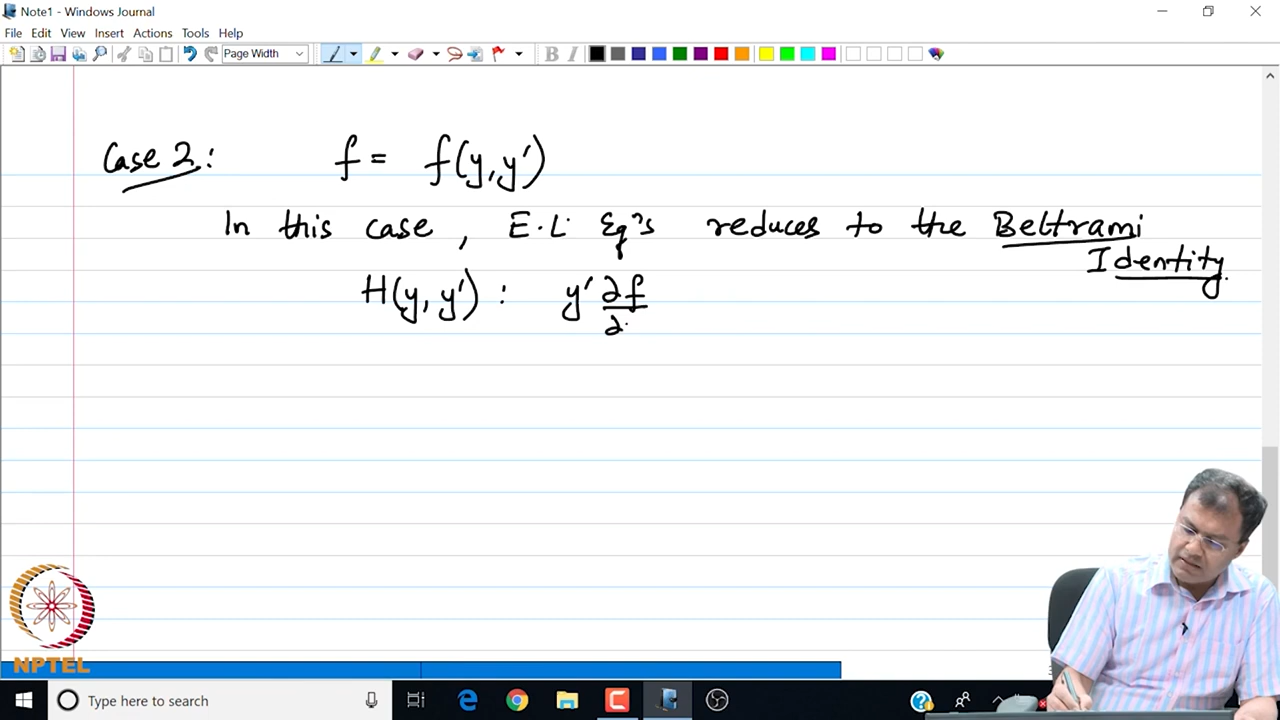 Note1 - Windows Journal
File Edit View Insert Actions Tools Help
Page Width B I
Case 2: f = f(y, y')
In this case, E.L. Eq's reduces to the Beltrami
Identity.
H(y, y') : y' ∂f
∂
NPTEL
Type here to search